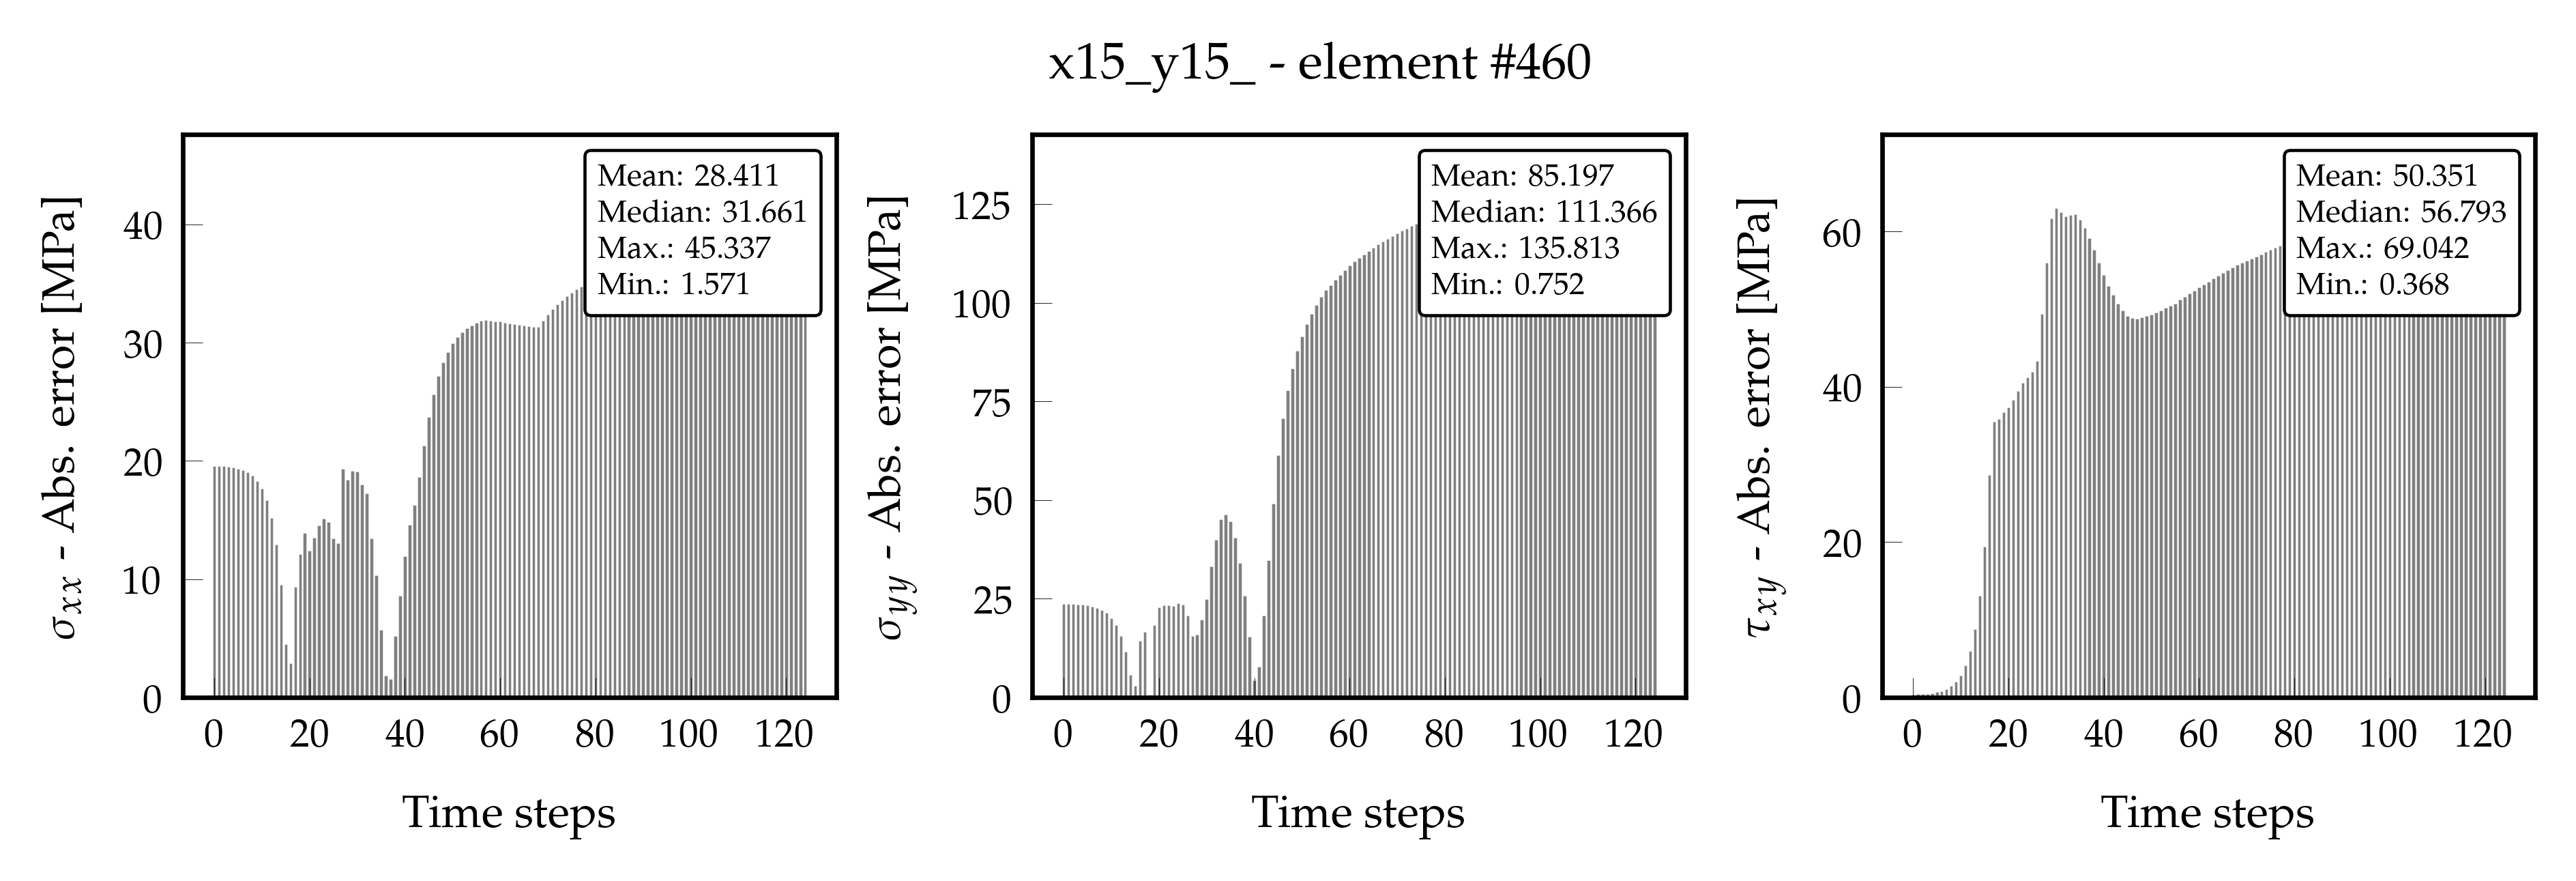 x15_y15_ - element #460
σxx - Abs. error [MPa]
40
30
20
10
0
Mean: 28.411
Median: 31.661
Max.: 45.337
Min.: 1.571
0 20 40 60 80 100 120
Time steps
σyy - Abs. error [MPa]
125
100
75
50
25
0
Mean: 85.197
Median: 111.366
Max.: 135.813
Min.: 0.752
0 20 40 60 80 100 120
Time steps
τxy - Abs. error [MPa]
60
40
20
0
Mean: 50.351
Median: 56.793
Max.: 69.042
Min.: 0.368
0 20 40 60 80 100 120
Time steps